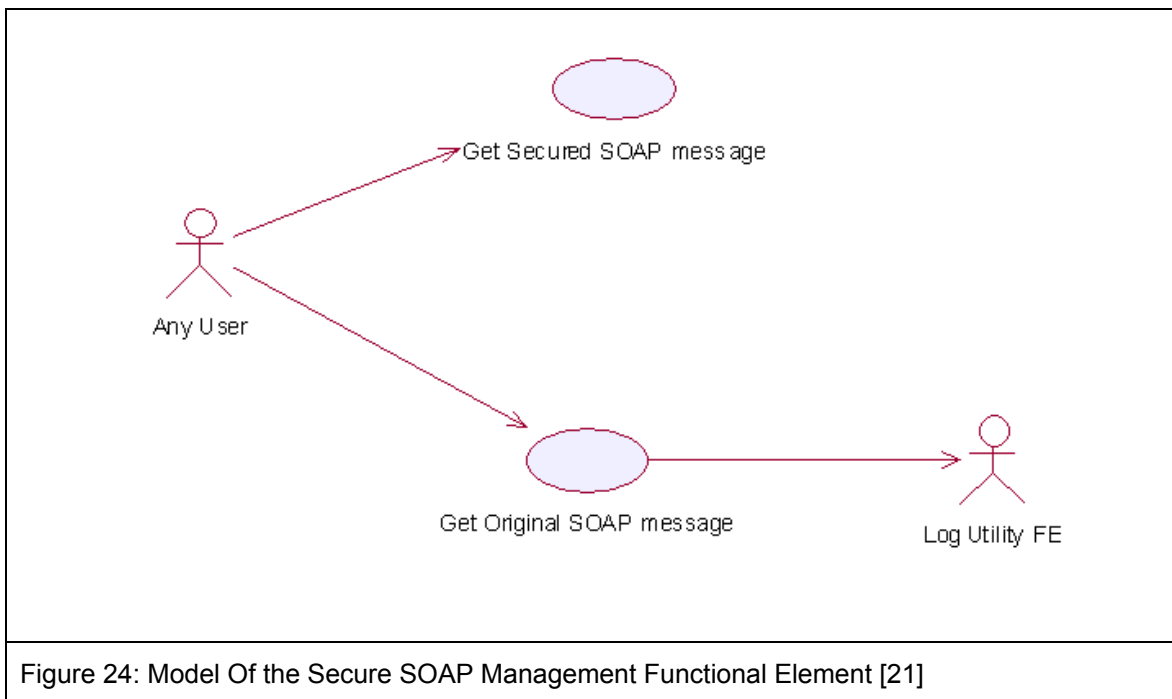 Get Secured SOAP message
Any User
Get Original SOAP message
Log Utility FE
Figure 24: Model Of the Secure SOAP Management Functional Element [21]